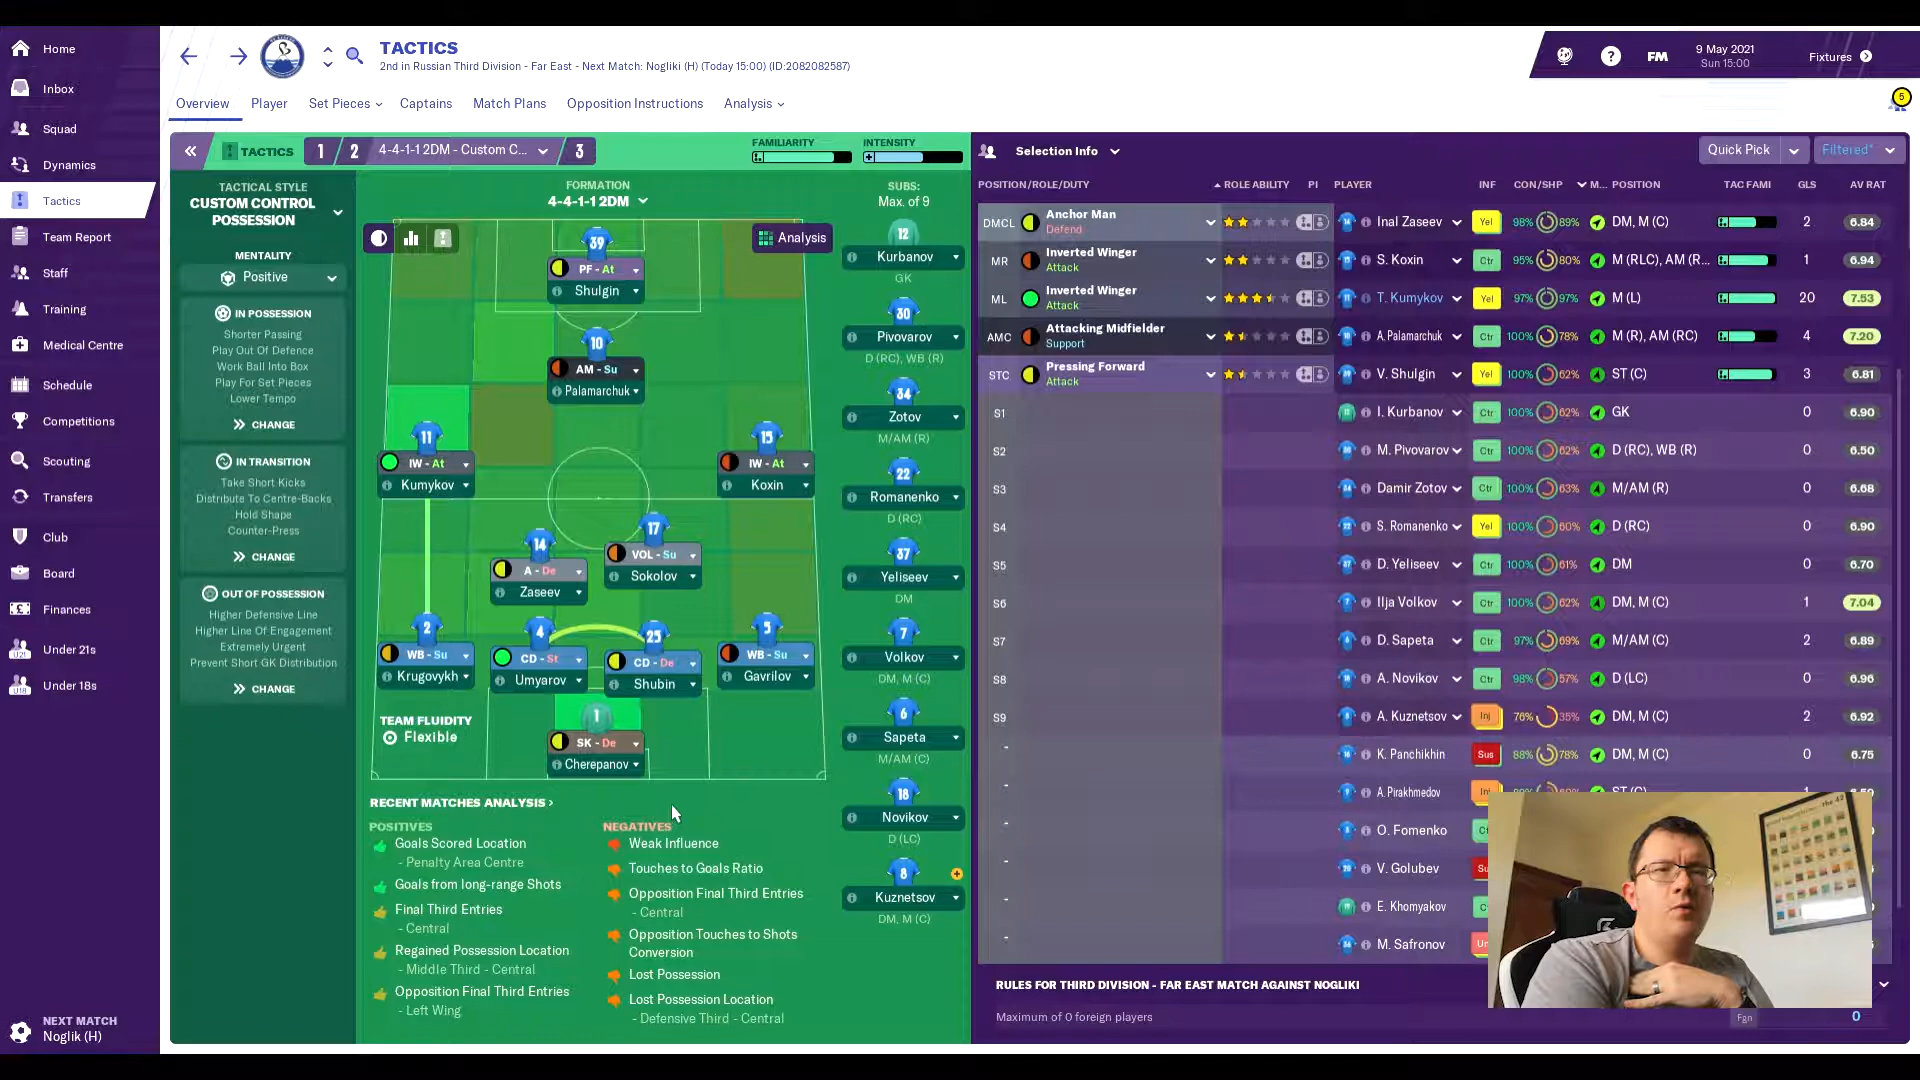 Home
Inbox
Squad
Dynamics
Tactics
Team Report
Staff
Training
Medical Centre
Schedule
Competitions
Scouting
Transfers
Club
Board
Finances
Under 21s
Under 18s
NEXT MATCH
Noglik (H)
TACTICS
2nd in Russian Third Division - Far East - Next Match: Nogliki (H) (Today 15:00) (ID:2082082587)
FM
9 May 2021
Sun 15:00
Fixtures
5
Overview
Player
Set Pieces
Captains
Match Plans
Opposition Instructions
Analysis
TACTICS
1
2
4-4-1-1 2DM - Custom C...
3
FAMILIARITY
INTENSITY
TACTICAL STYLE
CUSTOM CONTROL
POSSESSION
MENTALITY
Positive
IN POSSESSION
Shorter Passing
Play Out Of Defence
Work Ball Into Box
Play For Set Pieces
Lower Tempo
CHANGE
IN TRANSITION
Take Short Kicks
Distribute To Centre-Backs
Hold Shape
Counter-Press
CHANGE
OUT OF POSSESSION
Higher Defensive Line
Higher Line Of Engagement
Extremely Urgent
Prevent Short GK Distribution
CHANGE
FORMATION
4-4-1-1 2DM
Analysis
39
PF - At
Shulgin
10
AM - Su
Palamarchuk
11
IW - At
Kumykov
15
IW - At
Koxin
14
A - De
Zaseev
17
VOL - Su
Sokolov
2
WB - Su
Krugovykh
4
CD - St
Umyarov
25
CD - De
Shubin
5
WB - Su
Gavrilov
1
SK - De
Cherepanov
TEAM FLUIDITY
Flexible
SUBS:
Max. of 9
12
Kurbanov
GK
30
Pivovarov
D (RC), WB (R)
34
Zotov
M/AM (R)
22
Romanenko
D (RC)
37
Yeliseev
DM
7
Volkov
DM, M (C)
6
Sapeta
M/AM (C)
18
Novikov
D (LC)
8
Kuznetsov
DM, M (C)
RECENT MATCHES ANALYSIS
POSITIVES
Goals Scored Location
- Penalty Area Centre
Goals from long-range Shots
Final Third Entries
- Central
Regained Possession Location
- Middle Third - Central
Opposition Final Third Entries
- Left Wing
NEGATIVES
Weak Influence
Touches to Goals Ratio
Opposition Final Third Entries
- Central
Opposition Touches to Shots
Conversion
Lost Possession
Lost Possession Location
- Defensive Third - Central
Selection Info
Quick Pick
Filtered*
POSITION/ROLE/DUTY ROLE ABILITY PI PLAYER INF CON/SHP M... POSITION TAC FAMI GLS AV RAT
DMCL Anchor Man Defend Inal Zaseev Yel 98% 89% DM, M (C) 2 6.84
MR Inverted Winger Attack S. Koxin Ctr 95% 80% M (RLC), AM (R... 1 6.94
ML Inverted Winger Attack T. Kumykov Yel 97% 97% M (L) 20 7.53
AMC Attacking Midfielder Support A. Palamarchuk Ctr 100% 78% M (R), AM (RC) 4 7.20
STC Pressing Forward Attack V. Shulgin Yel 100% 62% ST (C) 3 6.81
S1 I. Kurbanov Ctr 100% 62% GK 0 6.90
S2 M. Pivovarov Ctr 100% 62% D (RC), WB (R) 0 6.50
S3 Damir Zotov Ctr 100% 63% M/AM (R) 0 6.68
S4 S. Romanenko Yel 100% 60% D (RC) 0 6.90
S5 D. Yeliseev Ctr 100% 61% DM 0 6.70
S6 Ilja Volkov Ctr 100% 62% DM, M (C) 1 7.04
S7 D. Sapeta Ctr 97% 69% M/AM (C) 2 6.89
S8 A. Novikov Ctr 98% 57% D (LC) 0 6.96
S9 A. Kuznetsov Inj 76% 35% DM, M (C) 2 6.92
- K. Panchikhin Sus 88% 78% DM, M (C) 0 6.75
- A. Pirakhmedov
- O. Fomenko
- V. Golubev
- E. Khomyakov
- M. Safronov
RULES FOR THIRD DIVISION - FAR EAST MATCH AGAINST NOGLIKI
Maximum of 0 foreign players
Fgn
0